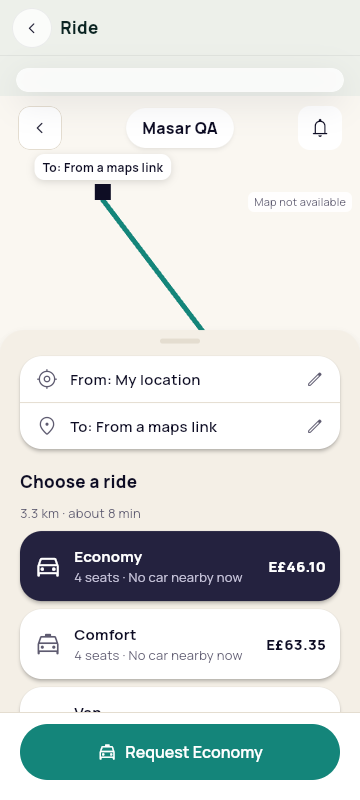 Ride
Masar QA
To: From a maps link
Map not available
From: My location
To: From a maps link
Choose a ride
3.3 km · about 8 min
Economy
4 seats · No car nearby now
E£46.10
Comfort
4 seats · No car nearby now
E£63.35
Van
Request Economy